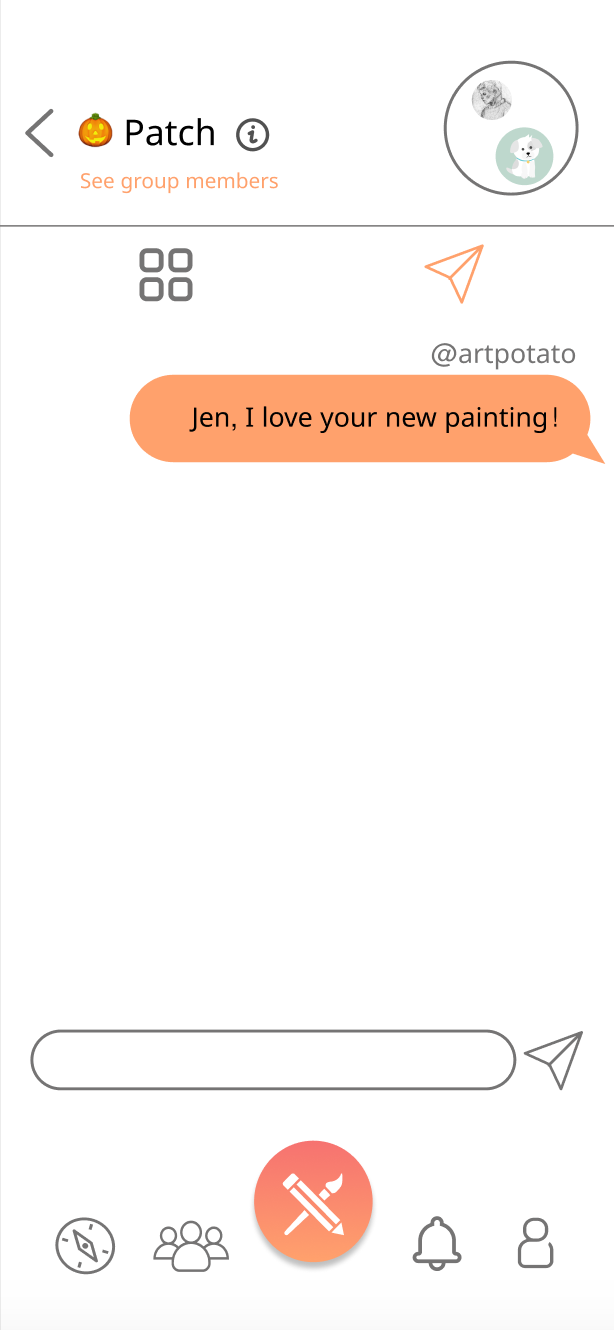 🎃 Patch
See group members
@artpotato
Jen, I love your new painting!